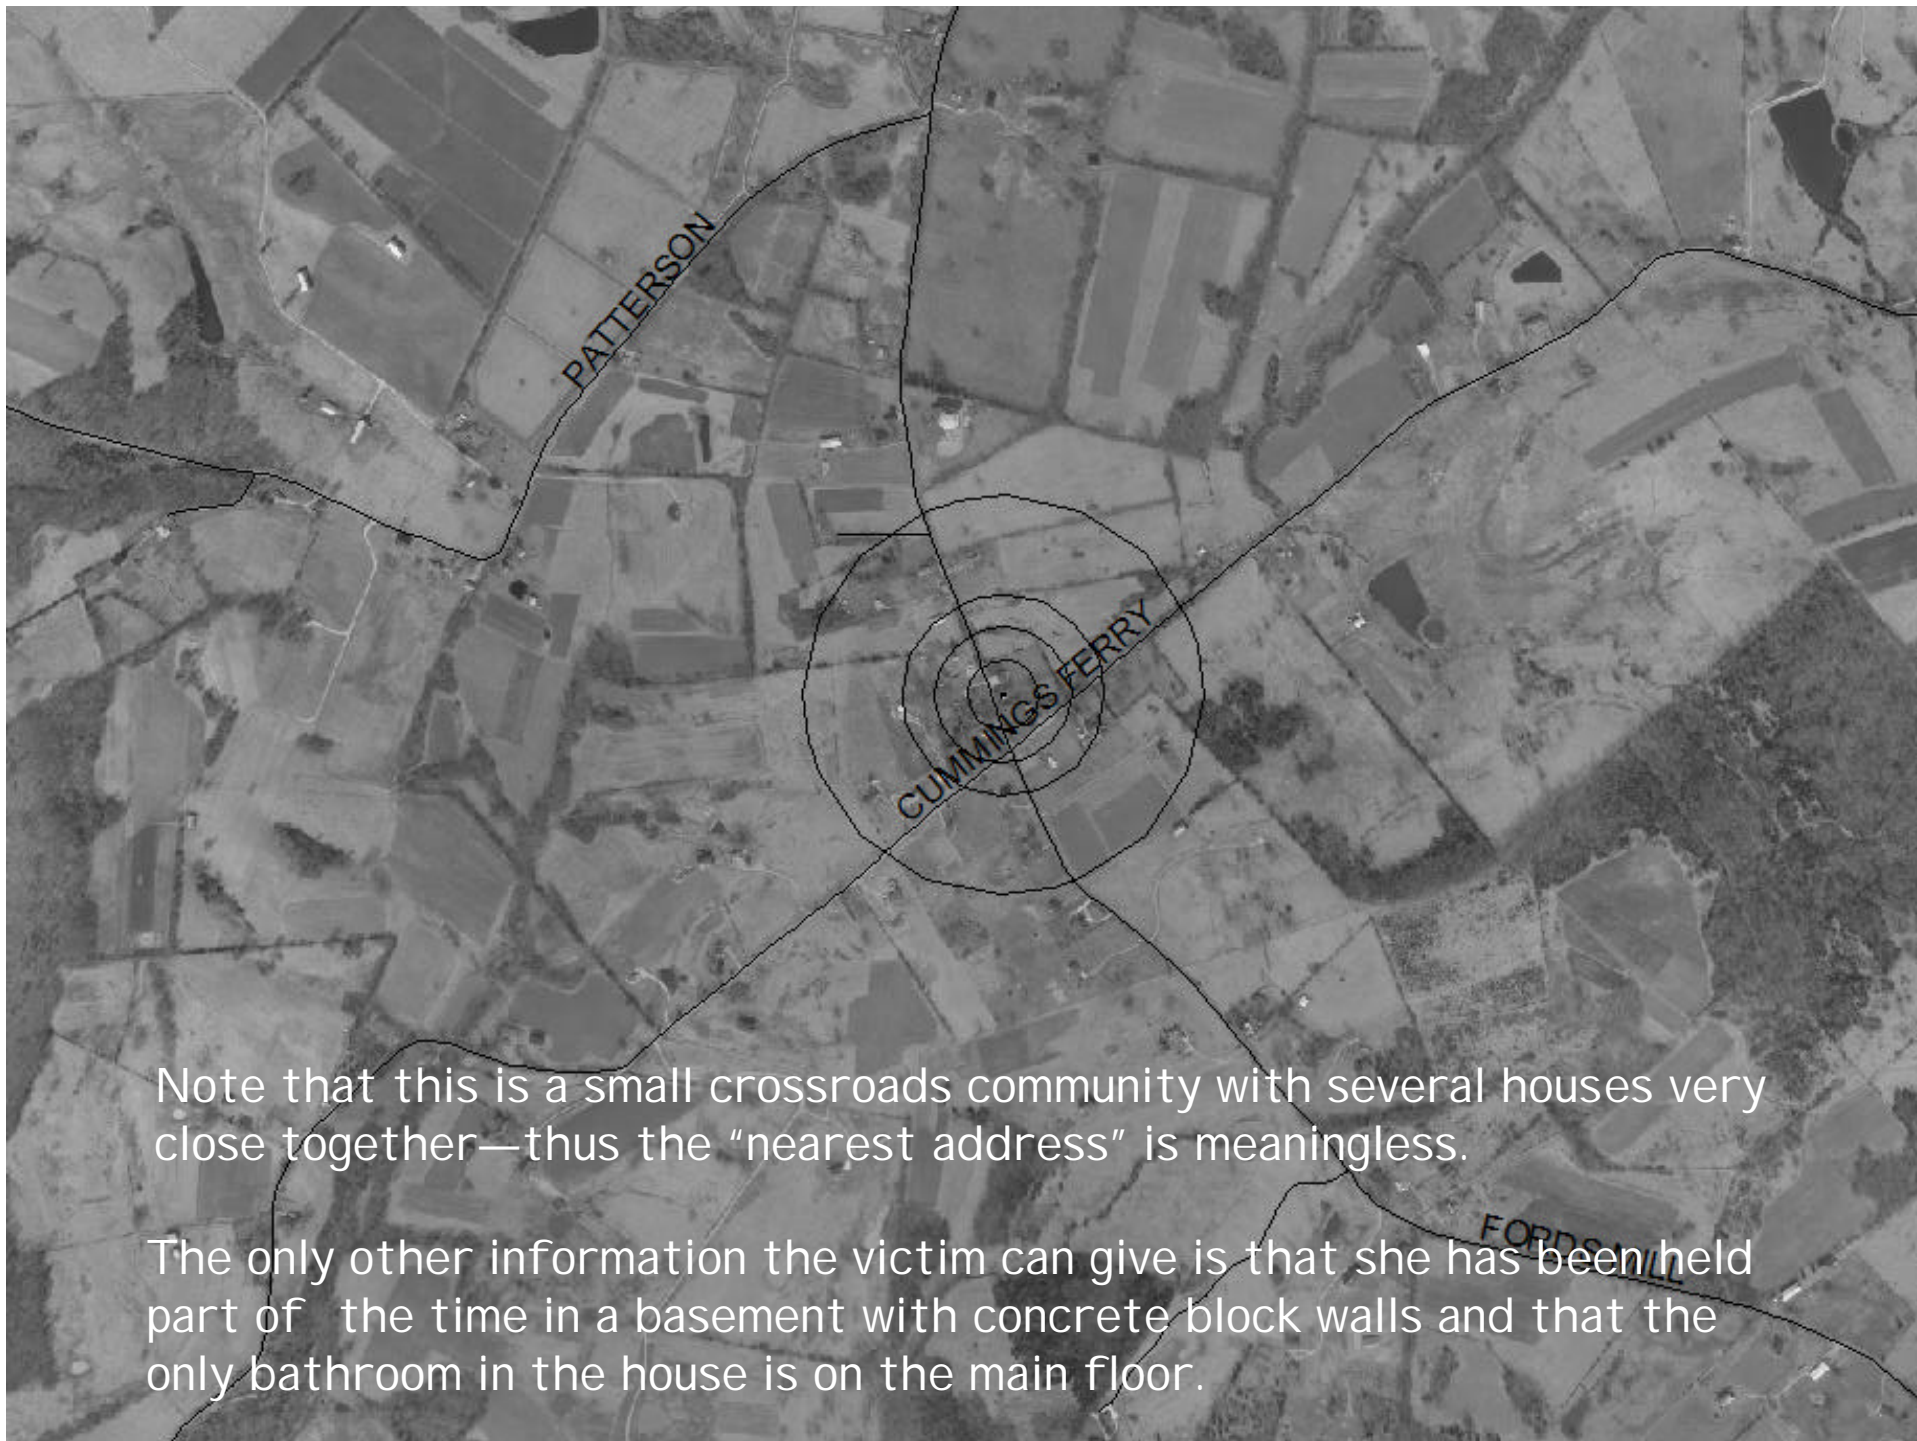 PATTERSON
CUMMINGS FERRY
Note that this is a small crossroads community with several houses very
close together—thus the “nearest address” is meaningless.
FORDS MILL
The only other information the victim can give is that she has been held
part of the time in a basement with concrete block walls and that the
only bathroom in the house is on the main floor.